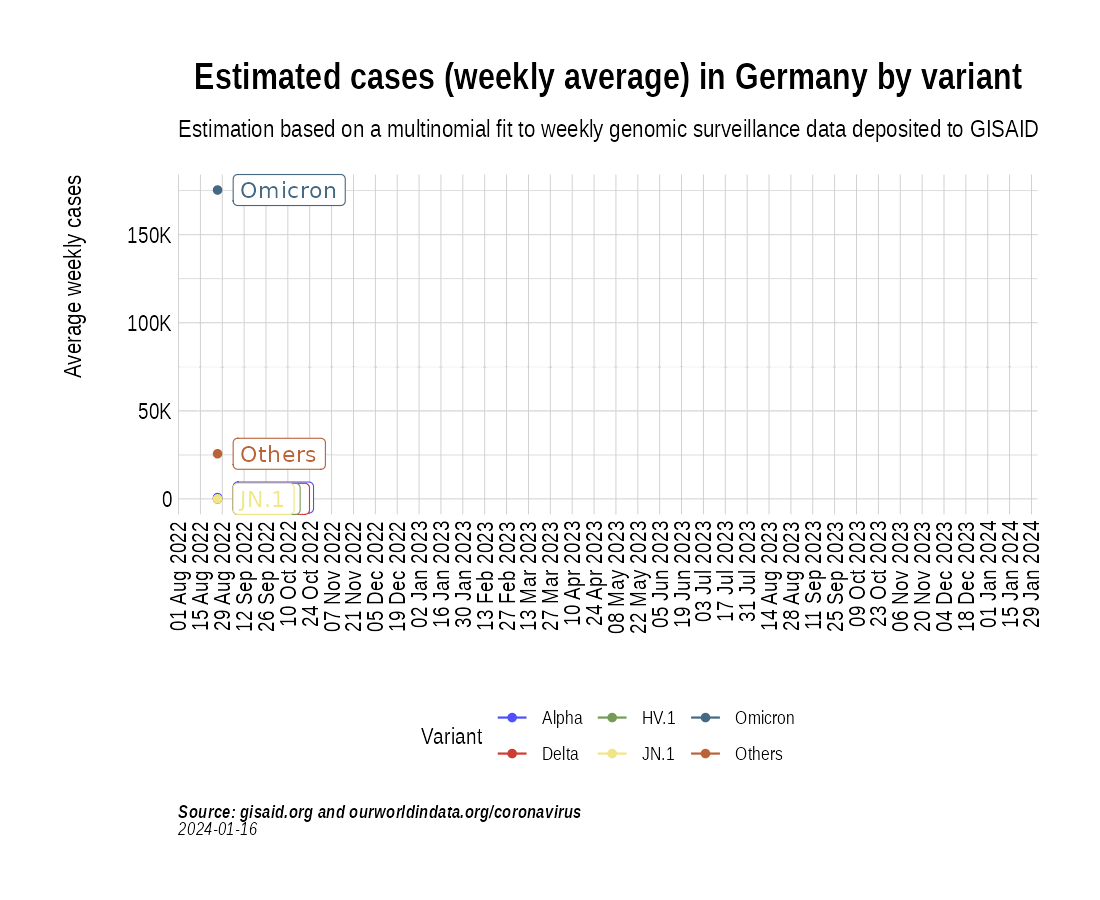 Estimated cases (weekly average) in Germany by variant
Estimation based on a multinomial fit to weekly genomic surveillance data deposited to GISAID
Average weekly cases
150K
100K
50K
0
Omicron
Others
JN.1
01 Aug 2022
15 Aug 2022
29 Aug 2022
12 Sep 2022
26 Sep 2022
10 Oct 2022
24 Oct 2022
07 Nov 2022
21 Nov 2022
05 Dec 2022
19 Dec 2022
02 Jan 2023
16 Jan 2023
30 Jan 2023
13 Feb 2023
27 Feb 2023
13 Mar 2023
27 Mar 2023
10 Apr 2023
24 Apr 2023
08 May 2023
22 May 2023
05 Jun 2023
19 Jun 2023
03 Jul 2023
17 Jul 2023
31 Jul 2023
14 Aug 2023
28 Aug 2023
11 Sep 2023
25 Sep 2023
09 Oct 2023
23 Oct 2023
06 Nov 2023
20 Nov 2023
04 Dec 2023
18 Dec 2023
01 Jan 2024
15 Jan 2024
29 Jan 2024
Variant
Alpha HV.1 Omicron
Delta JN.1 Others
Source: gisaid.org and ourworldindata.org/coronavirus
2024-01-16